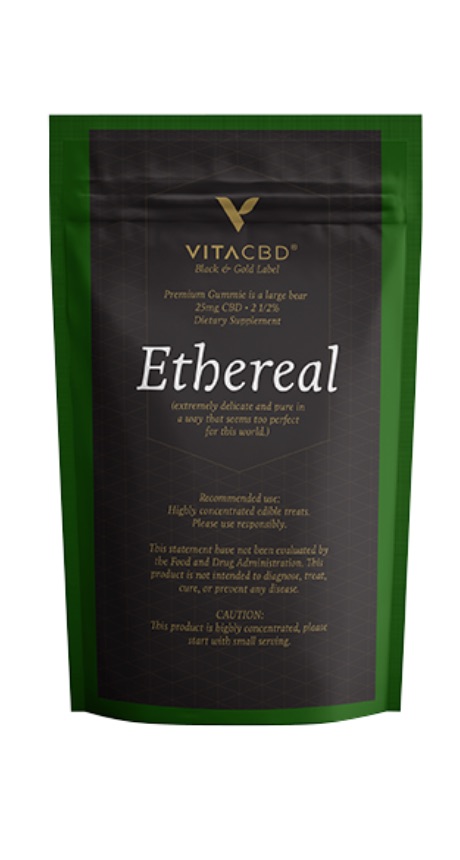 VITACBD®
Black & Gold Label
Premium Gummie is a large bear
25mg CBD • 2 1/2%
Dietary Supplement
Ethereal
(extremely delicate and pure in
a way that seems too perfect
for this world.)
Recommended use:
Highly concentrated edible treats.
Please use responsibly.
This statement have not been evaluated by
the Food and Drug Administration. This
product is not intended to diagnose, treat,
cure, or prevent any disease.
CAUTION:
This product is highly concentrated, please
start with small serving.